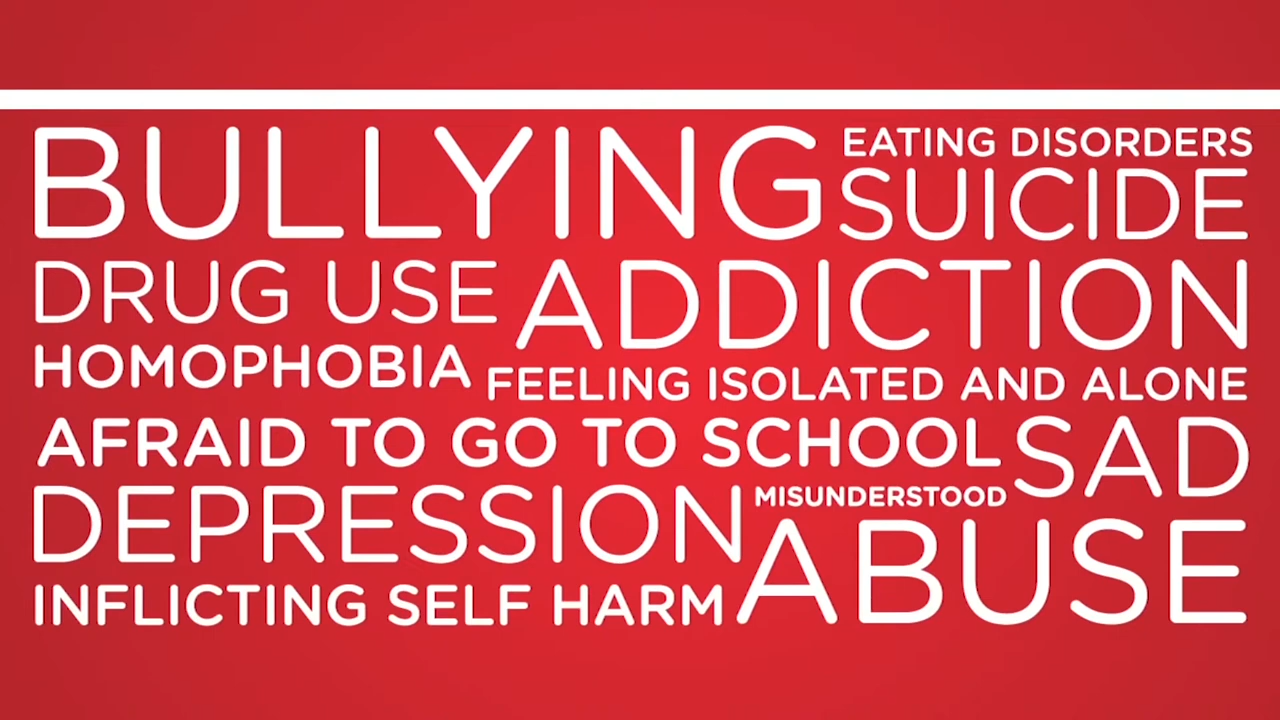 BULLYING
EATING DISORDERS
SUICIDE
DRUG USE
ADDICTION
HOMOPHOBIA
FEELING ISOLATED AND ALONE
AFRAID TO GO TO SCHOOL
SAD
DEPRESSION
MISUNDERSTOOD
ABUSE
INFLICTING SELF HARM